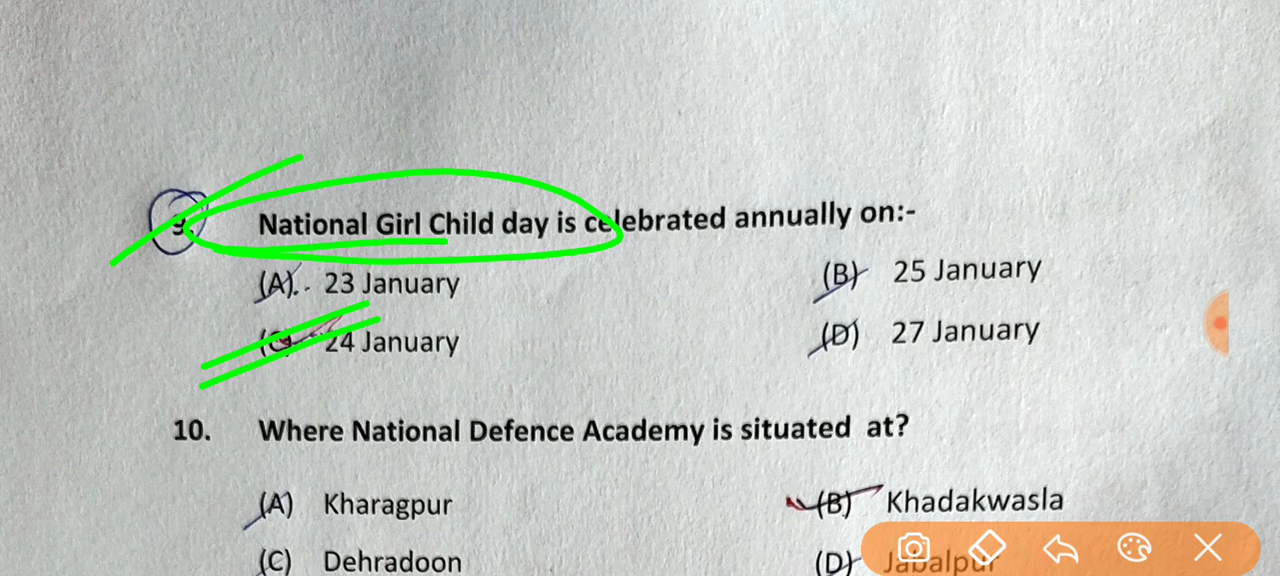 9. National Girl Child day is celebrated annually on:-
(A). 23 January (B) 25 January
(C) 24 January (D) 27 January
10. Where National Defence Academy is situated at?
(A) Kharagpur (B) Khadakwasla
(C) Dehradoon (D) Jabalpur